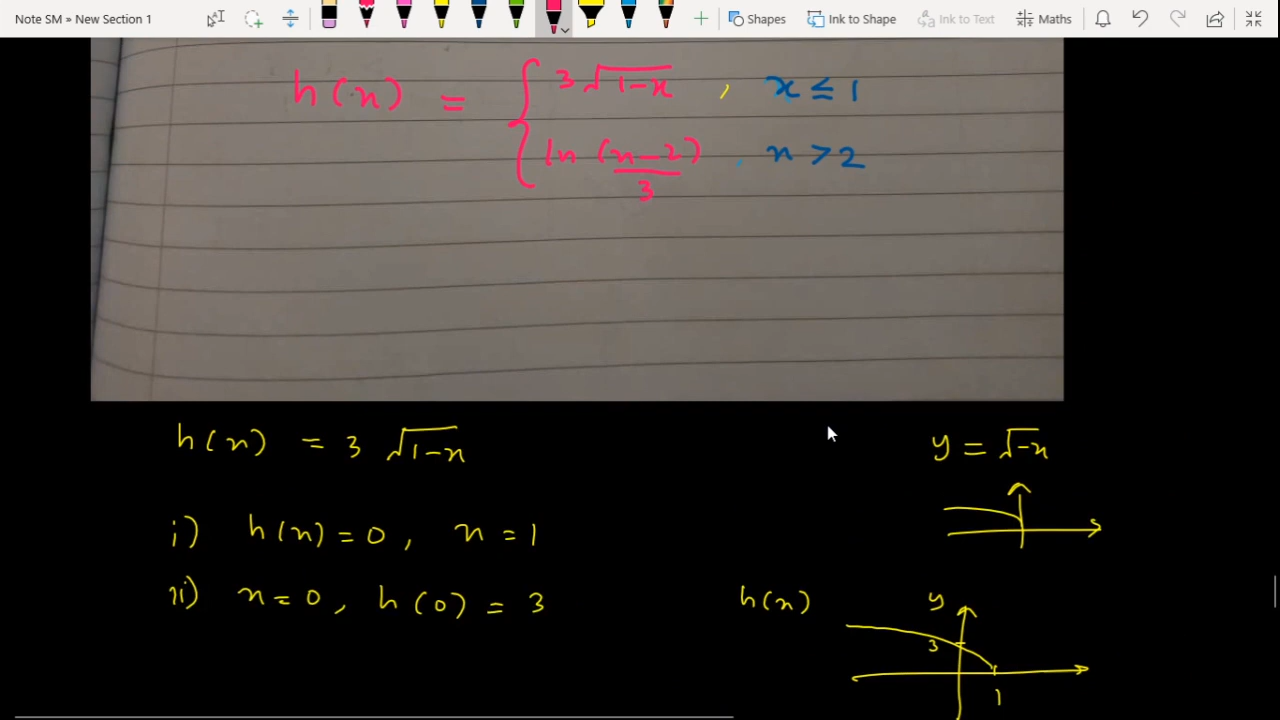 Note SM » New Section 1
Shapes Ink to Shape Ink to Text Maths
h(x) = { 3√(1-x) , x ≤ 1
ln (x-2)/3 , x > 2
h(x) = 3 √(1-x)
y = √-x
i) h(x) = 0 , x = 1
ii) x = 0 , h(0) = 3
h(x)
y
3
1